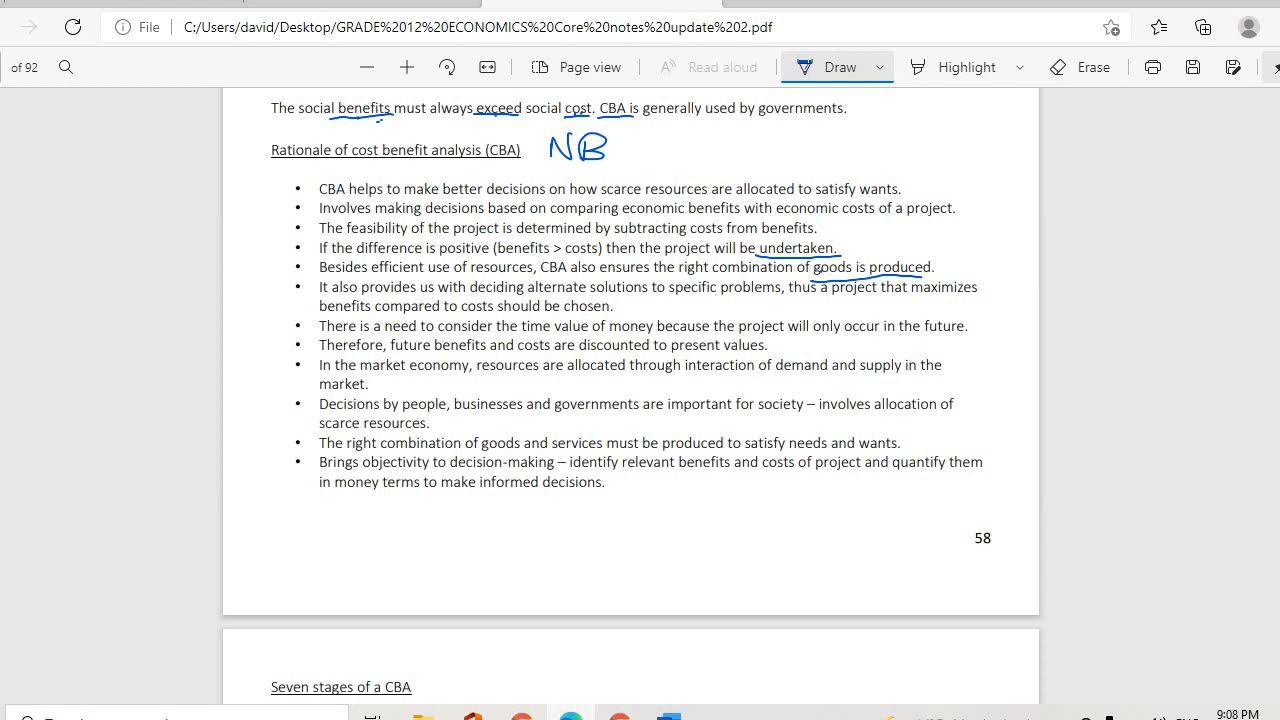 File C:/Users/david/Desktop/GRADE%2012%20ECONOMICS%20Core%20notes%20update%202.pdf
of 92 Page view Read aloud Draw Highlight Erase
The social benefits must always exceed social cost. CBA is generally used by governments.
Rationale of cost benefit analysis (CBA) NB
• CBA helps to make better decisions on how scarce resources are allocated to satisfy wants.
• Involves making decisions based on comparing economic benefits with economic costs of a project.
• The feasibility of the project is determined by subtracting costs from benefits.
• If the difference is positive (benefits > costs) then the project will be undertaken.
• Besides efficient use of resources, CBA also ensures the right combination of goods is produced.
• It also provides us with deciding alternate solutions to specific problems, thus a project that maximizes
benefits compared to costs should be chosen.
• There is a need to consider the time value of money because the project will only occur in the future.
• Therefore, future benefits and costs are discounted to present values.
• In the market economy, resources are allocated through interaction of demand and supply in the
market.
• Decisions by people, businesses and governments are important for society – involves allocation of
scarce resources.
• The right combination of goods and services must be produced to satisfy needs and wants.
• Brings objectivity to decision-making – identify relevant benefits and costs of project and quantify them
in money terms to make informed decisions.
58
Seven stages of a CBA
9:08 PM